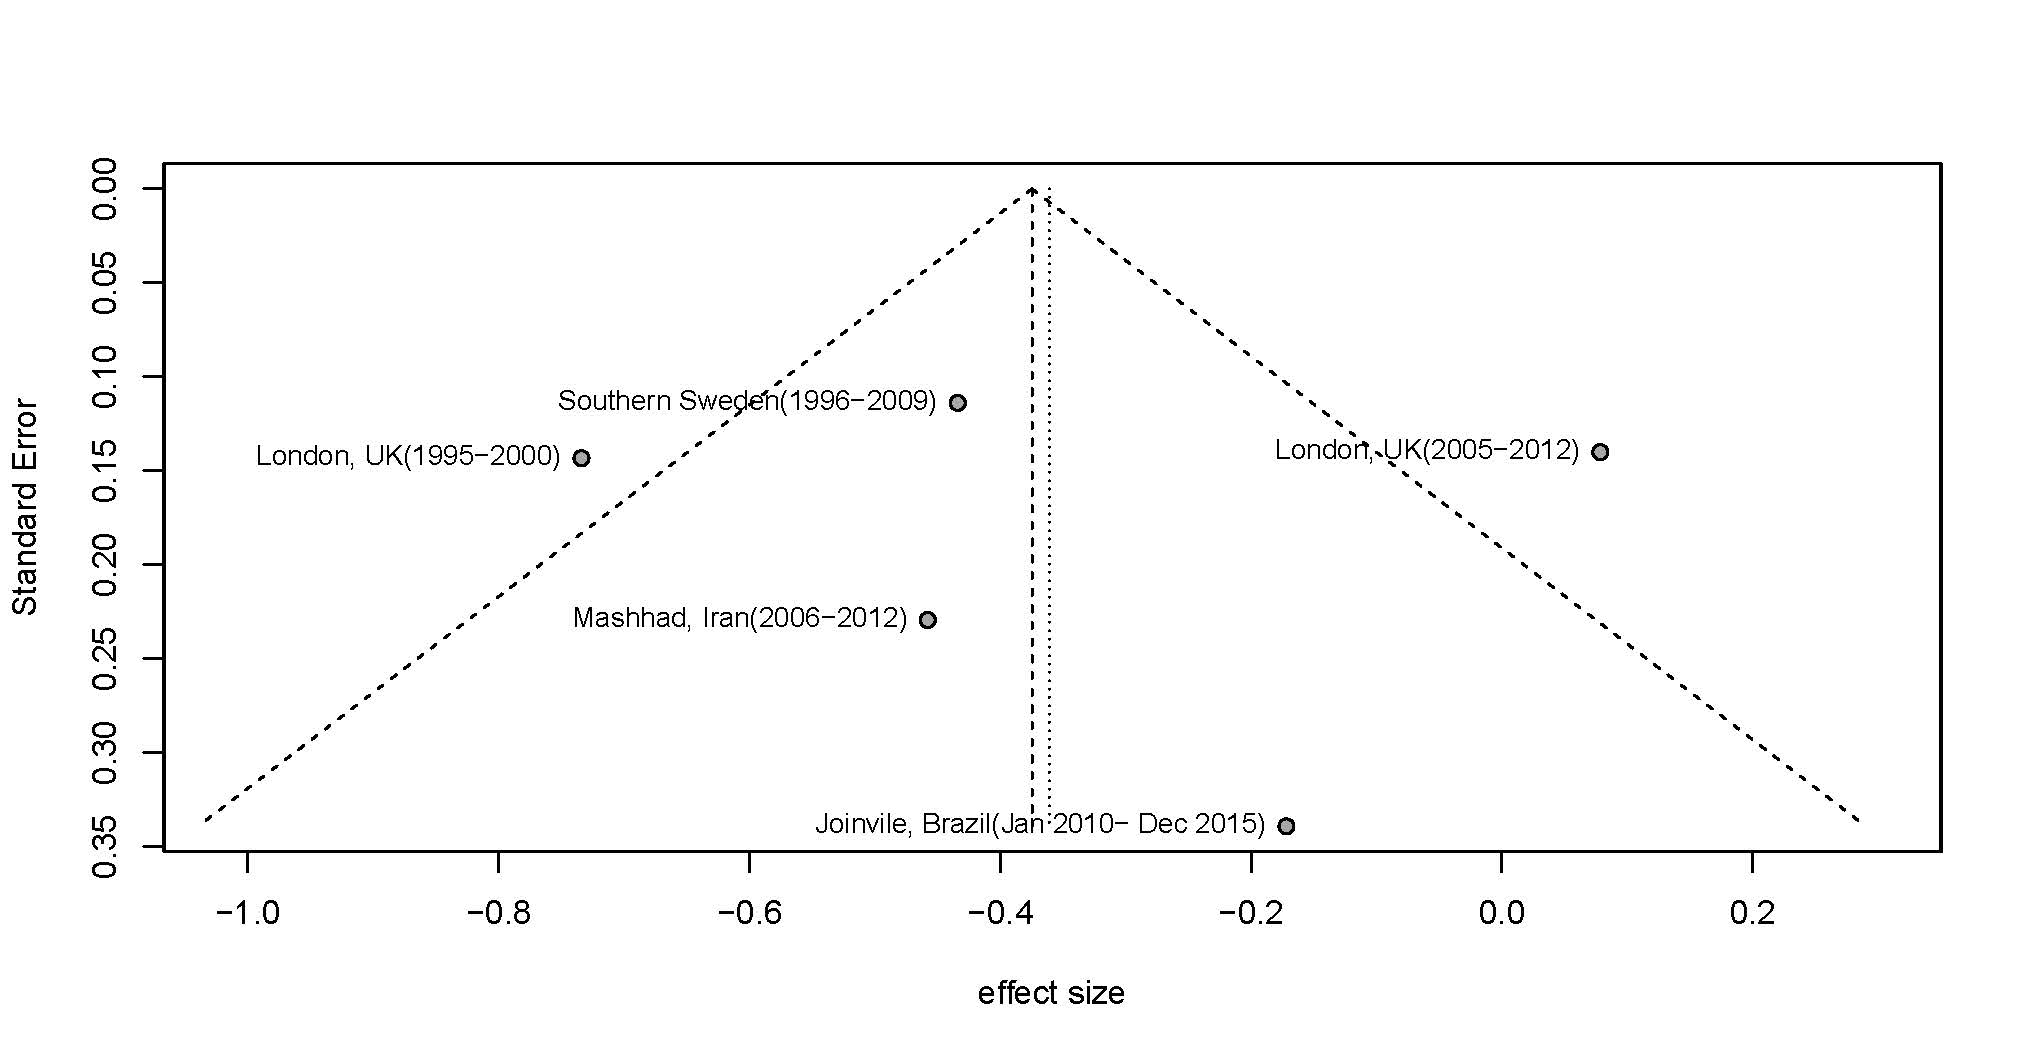 Standard Error
0.00
0.05
0.10
0.15
0.20
0.25
0.30
0.35
Southern Sweden(1996−2009)
London, UK(1995−2000)
London, UK(2005−2012)
Mashhad, Iran(2006−2012)
Joinvile, Brazil(Jan 2010− Dec 2015)
−1.0 −0.8 −0.6 −0.4 −0.2 0.0 0.2
effect size